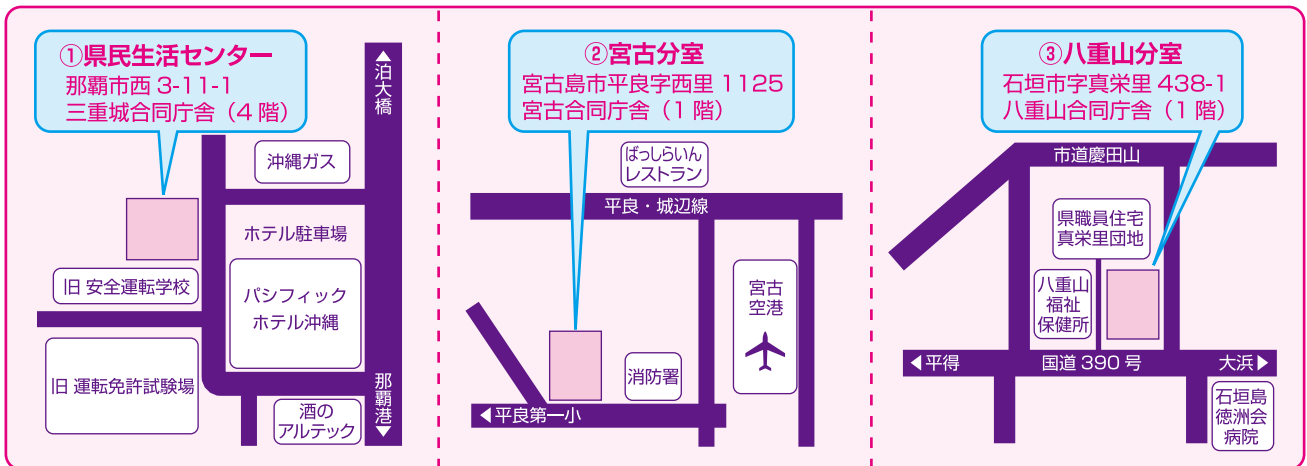 ①県民生活センター
那覇市西 3-11-1
三重城合同庁舎（4 階）
▲泊大橋
沖縄ガス
ホテル駐車場
旧 安全運転学校
パシフィック
ホテル沖縄
旧 運転免許試験場
酒の
アルテック
那覇港▼
②宮古分室
宮古島市平良字西里 1125
宮古合同庁舎（1 階）
ばっしらいん
レストラン
平良・城辺線
宮古
空港
消防署
◀平良第一小
③八重山分室
石垣市字真栄里 438-1
八重山合同庁舎（1 階）
市道慶田山
県職員住宅
真栄里団地
八重山
福祉
保健所
◀平得
国道 390 号
大浜▶
石垣島
徳洲会
病院